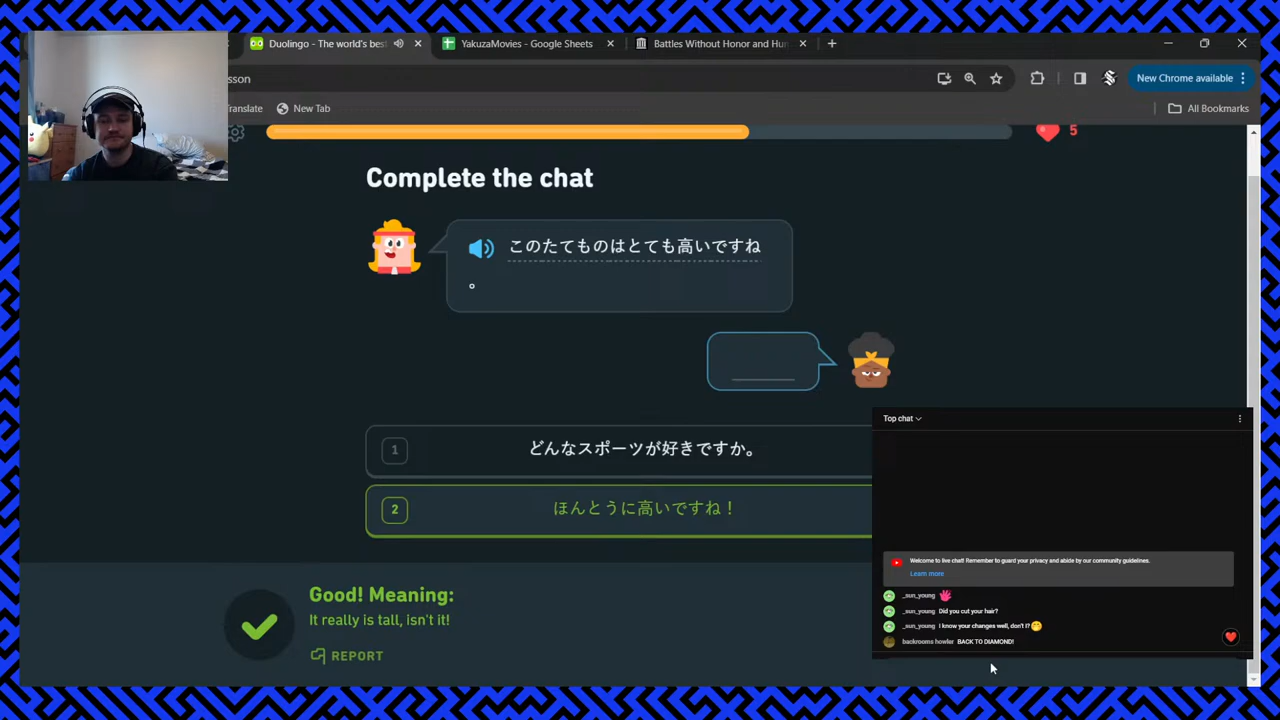 Duolingo - The world's best
YakuzaMovies - Google Sheets
Battles Without Honor and Hun
sson
New Chrome available
ranslate
New Tab
All Bookmarks
5
Complete the chat
このたてものはとても高いですね
。
1
どんなスポーツが好きですか。
2
ほんとうに高いですね！
Good! Meaning:
It really is tall, isn't it!
REPORT
Top chat
Welcome to live chat! Remember to guard your privacy and abide by our community guidelines.
Learn more
_sun_young
_sun_young Did you cut your hair?
_sun_young I know your changes well, don't I?
backrooms howler BACK TO DIAMOND!